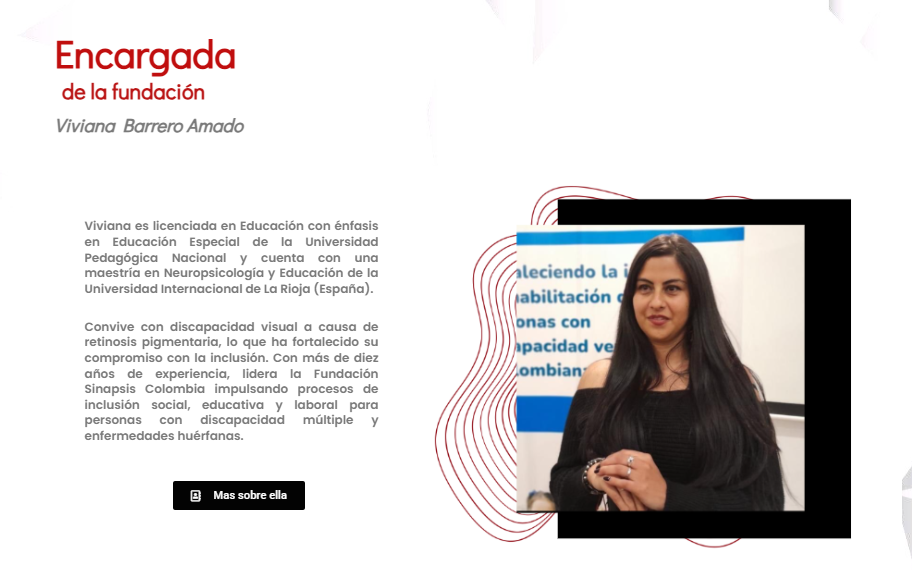 Encargada
de la fundación
Viviana Barrero Amado
Viviana es licenciada en Educación con énfasis
en Educación Especial de la Universidad
Pedagógica Nacional y cuenta con una
maestría en Neuropsicología y Educación de la
Universidad Internacional de La Rioja (España).
Convive con discapacidad visual a causa de
retinosis pigmentaria, lo que ha fortalecido su
compromiso con la inclusión. Con más de diez
años de experiencia, lidera la Fundación
Sinapsis Colombia impulsando procesos de
inclusión social, educativa y laboral para
personas con discapacidad múltiple y
enfermedades huérfanas.
Mas sobre ella
aleciendo la i
abilitación
onas con
apacidad